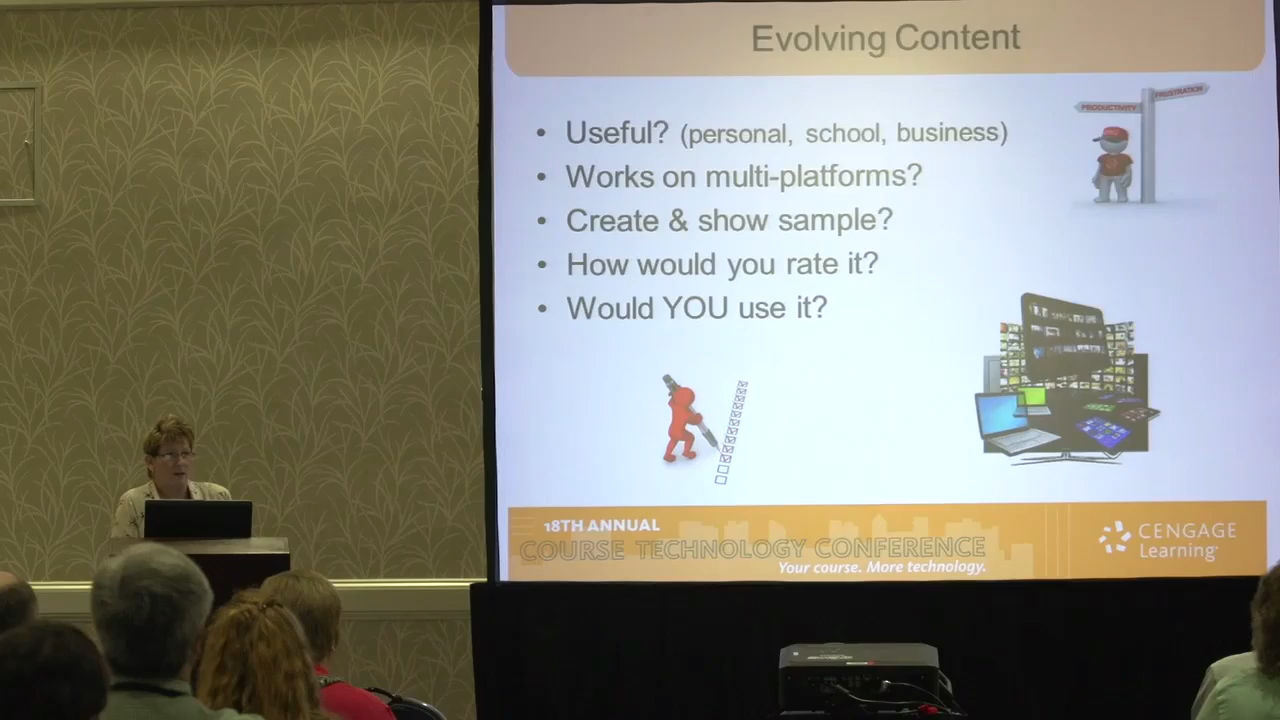 Evolving Content
PRODUCTIVITY
FRUSTRATION
• Useful? (personal, school, business)
• Works on multi-platforms?
• Create & show sample?
• How would you rate it?
• Would YOU use it?
18TH ANNUAL
COURSE TECHNOLOGY CONFERENCE
Your course. More technology.
CENGAGE
Learning